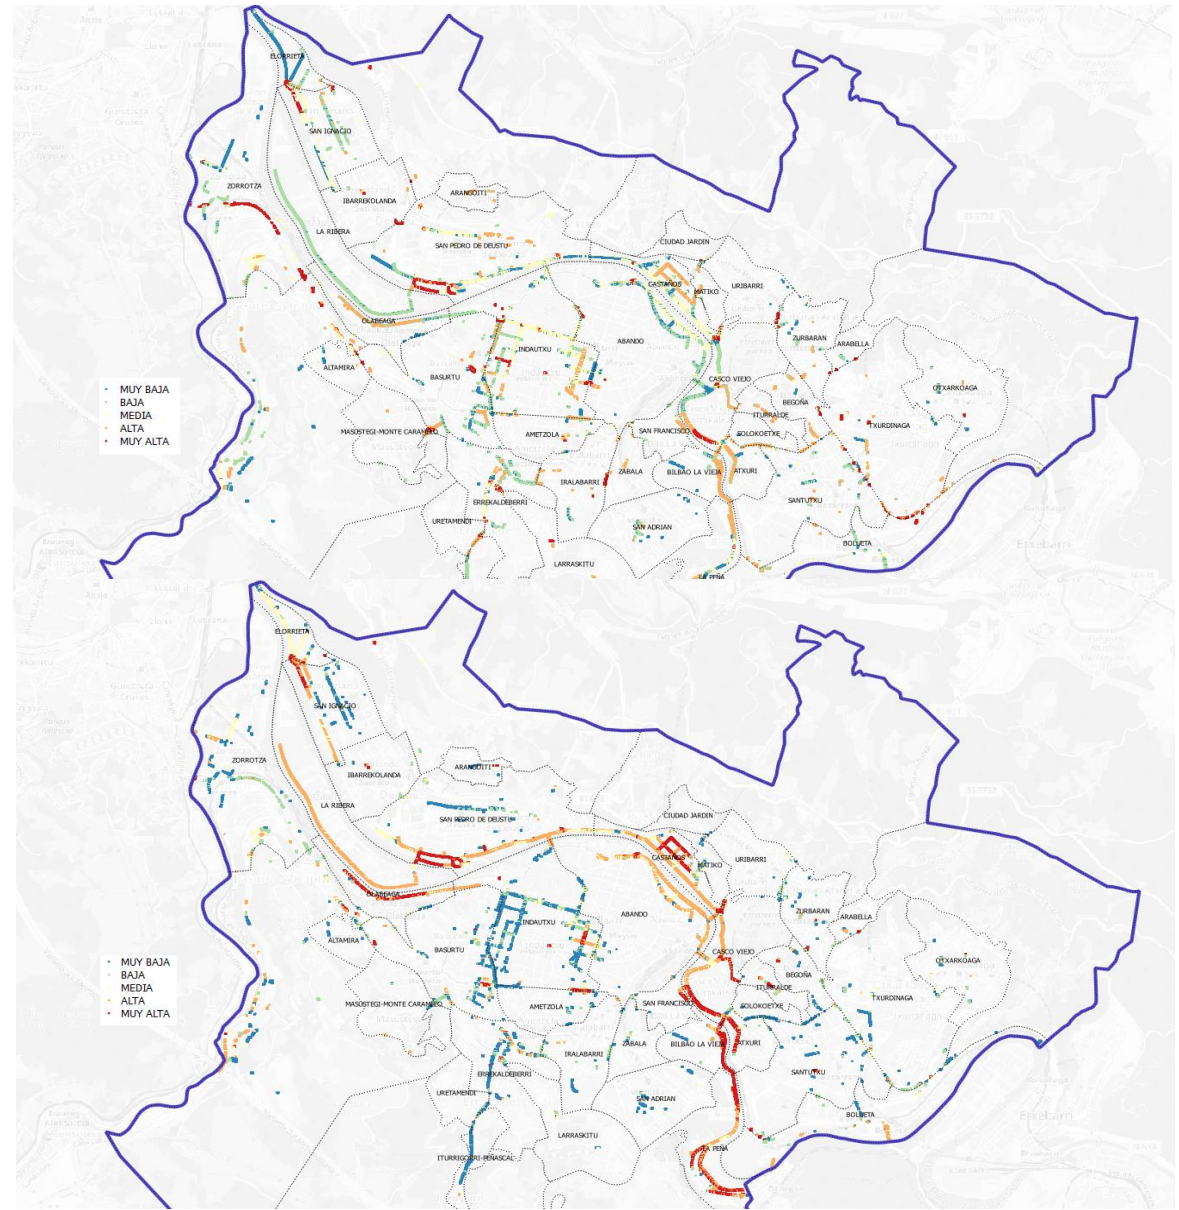 ELORRIETA
SAN IGNACIO
ZORROTZA
IBARREKOLANDA
ARANGOITI
LA RIBERA
SAN PEDRO DE DEUSTU
CIUDAD JARDIN
CASTAÑOS
MATIKO
URIBARRI
OLABEAGA
ZURBARAN
ARABELLA
ABANDO
INDAUTXU
ALTAMIRA
BASURTU
CASCO VIEJO
OTXARKOAGA
BEGOÑA
ITURRALDE
TXURDINAGA
MASUSTEGI-MONTE CARAMELO
AMETZOLA
SAN FRANCISCO
SOLOKOETXE
ZABALA
BILBAO LA VIEJA
ATXURI
IRALABARRI
ERREKALDEBERRI
SANTUTXU
URETAMENDI
SAN ADRIAN
BOLUETA
LARRASKITU
LA PEÑA
MUY BAJA
BAJA
MEDIA
ALTA
MUY ALTA
ELORRIETA
SAN IGNACIO
ZORROTZA
IBARREKOLANDA
ARANGOITI
LA RIBERA
SAN PEDRO DE DEUSTU
CIUDAD JARDIN
CASTAÑOS
MATIKO
URIBARRI
OLABEAGA
ZURBARAN
ARABELLA
ABANDO
INDAUTXU
ALTAMIRA
BASURTU
CASCO VIEJO
OTXARKOAGA
BEGOÑA
ITURRALDE
TXURDINAGA
MASUSTEGI-MONTE CARAMELO
AMETZOLA
SAN FRANCISCO
SOLOKOETXE
ZABALA
BILBAO LA VIEJA
ATXURI
IRALABARRI
ERREKALDEBERRI
SANTUTXU
URETAMENDI
SAN ADRIAN
BOLUETA
LARRASKITU
LA PEÑA
ITURRIGORRI-PEÑASCAL
MUY BAJA
BAJA
MEDIA
ALTA
MUY ALTA